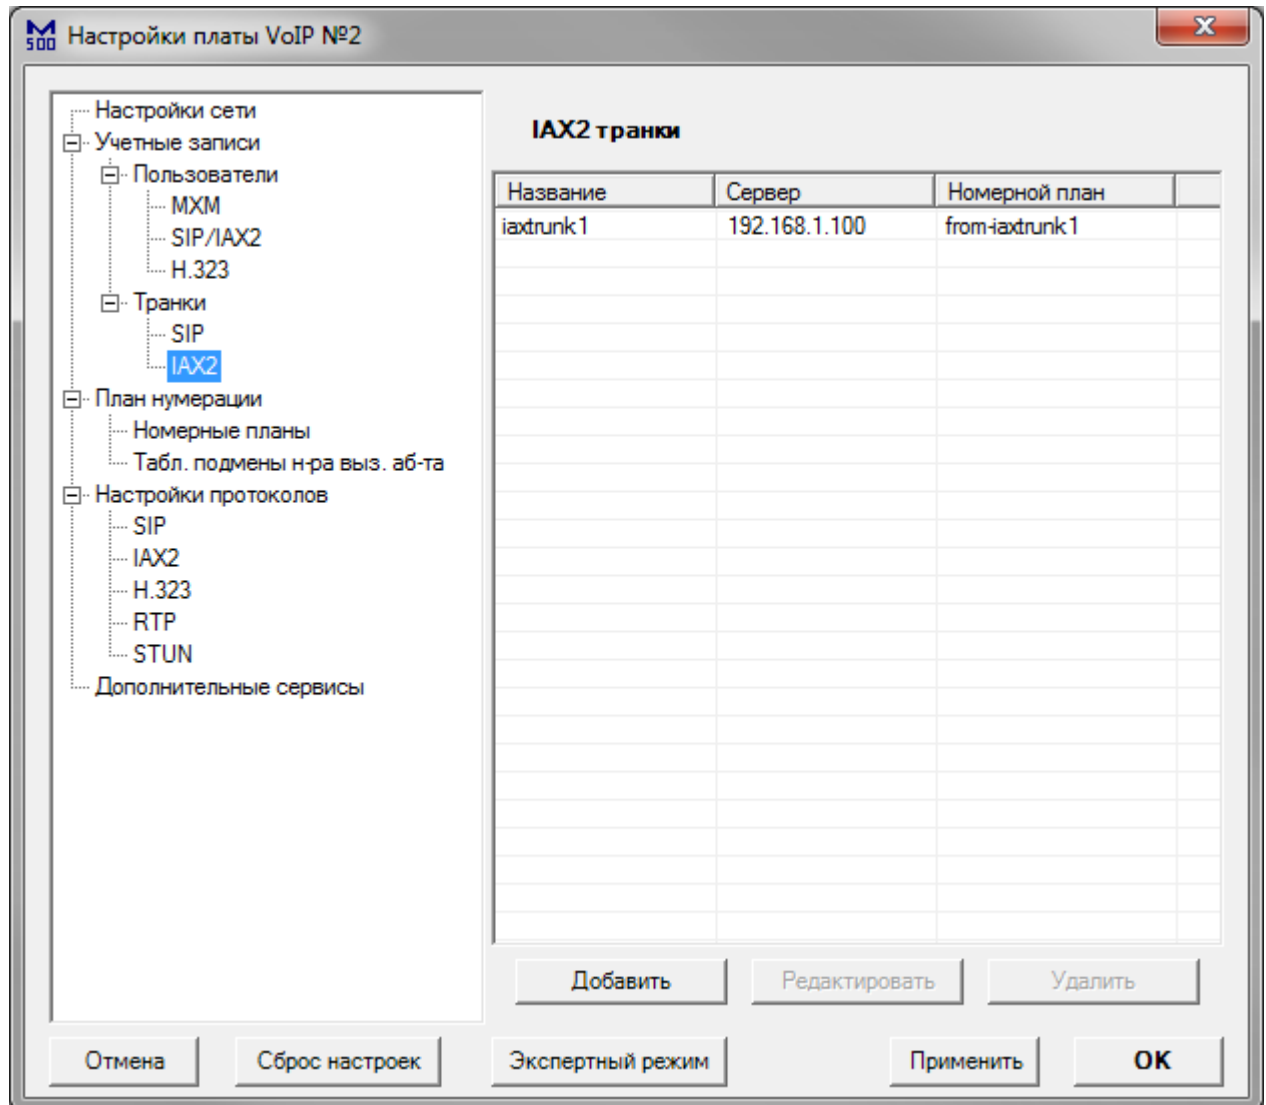 M
500
Настройки платы VoIP №2
Настройки сети
Учетные записи
Пользователи
MXM
SIP/IAX2
H.323
Транки
SIP
IAX2
План нумерации
Номерные планы
Табл. подмены н-ра выз. аб-та
Настройки протоколов
SIP
IAX2
H.323
RTP
STUN
Дополнительные сервисы
IAX2 транки
Название Сервер Номерной план
iaxtrunk1 192.168.1.100 from-iaxtrunk1
Добавить Редактировать Удалить
Отмена Сброс настроек Экспертный режим Применить OK